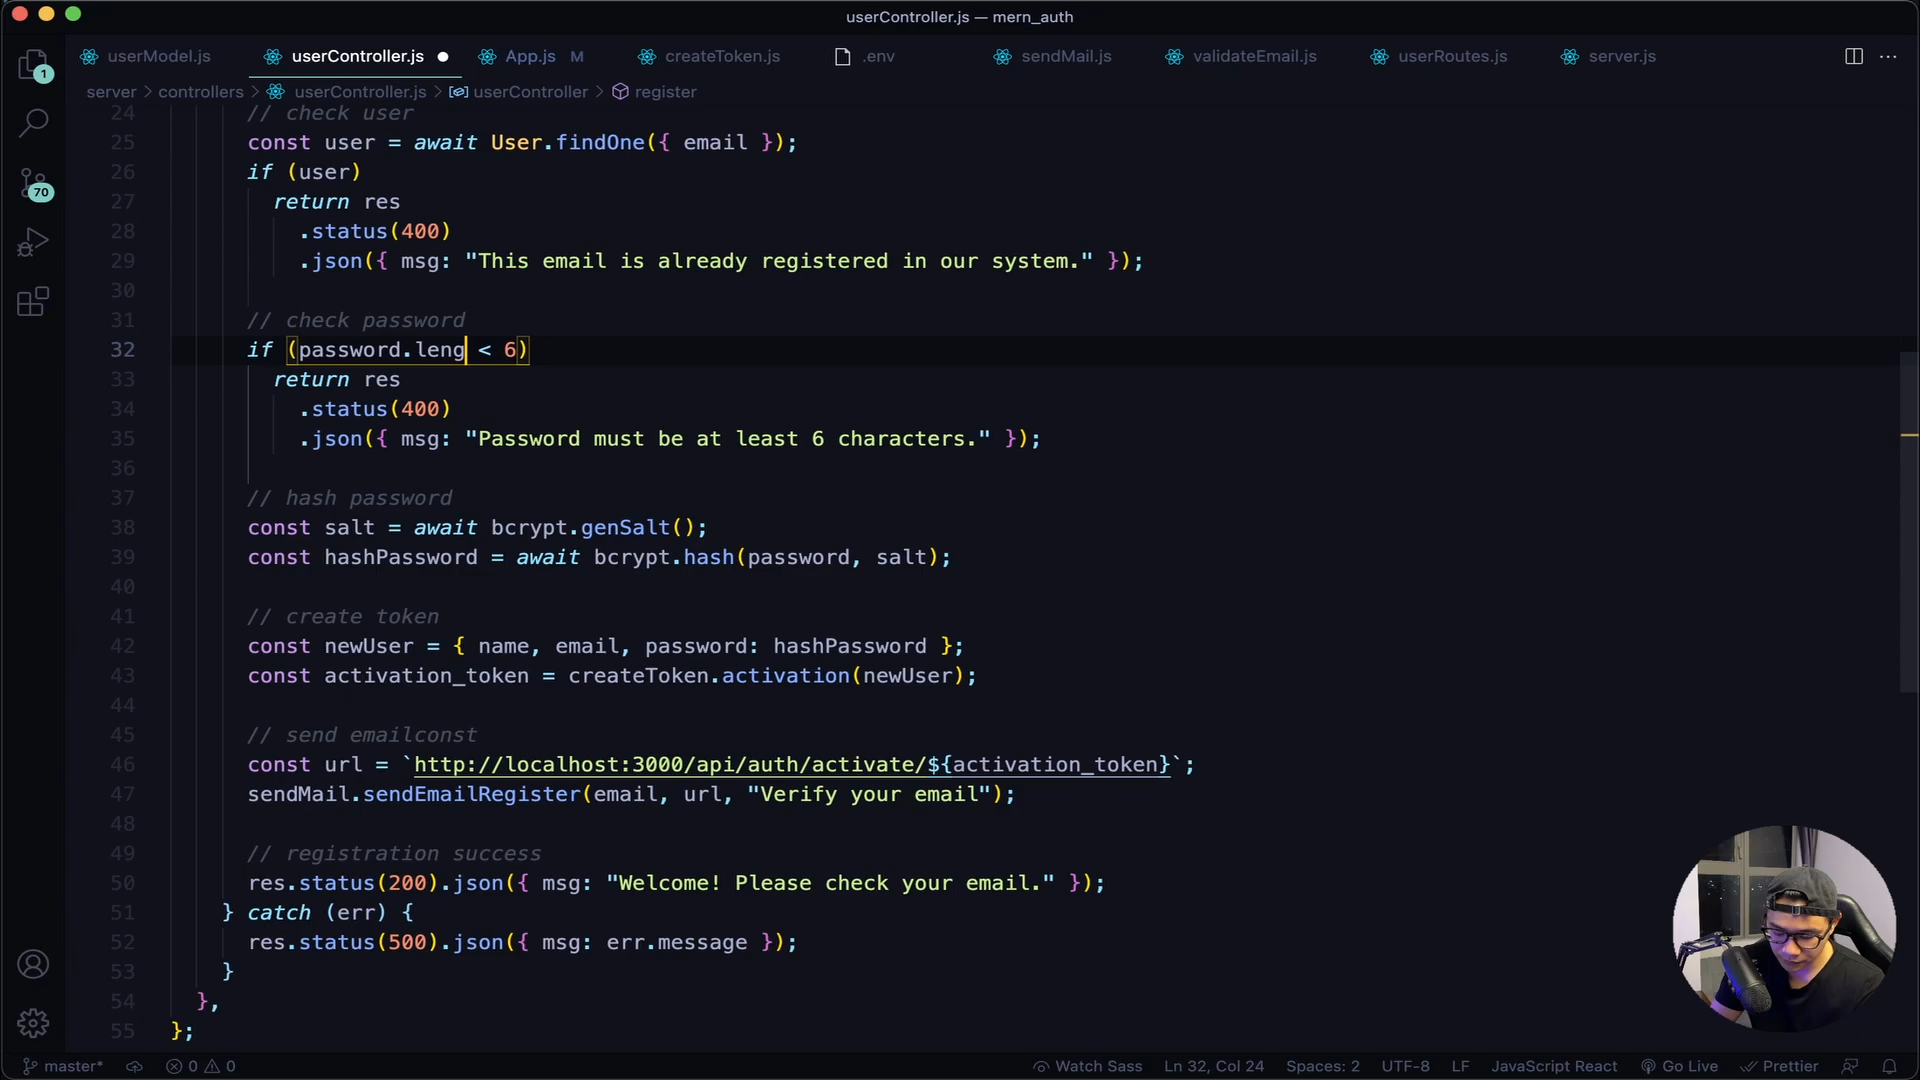 userController.js — mern_auth
userModel.js userController.js App.js M createToken.js .env sendMail.js validateEmail.js userRoutes.js server.js
1
server > controllers > userController.js > userController > register
24 // check user
25 const user = await User.findOne({ email });
26 if (user)
27 return res
28 .status(400)
29 .json({ msg: "This email is already registered in our system." });
30
31 // check password
32 if (password.leng < 6)
33 return res
34 .status(400)
35 .json({ msg: "Password must be at least 6 characters." });
36
37 // hash password
38 const salt = await bcrypt.genSalt();
39 const hashPassword = await bcrypt.hash(password, salt);
40
41 // create token
42 const newUser = { name, email, password: hashPassword };
43 const activation_token = createToken.activation(newUser);
44
45 // send emailconst
46 const url = `http://localhost:3000/api/auth/activate/${activation_token}`;
47 sendMail.sendEmailRegister(email, url, "Verify your email");
48
49 // registration success
50 res.status(200).json({ msg: "Welcome! Please check your email." });
51 } catch (err) {
52 res.status(500).json({ msg: err.message });
53 }
54 },
55 };
70
master* 0 0 Watch Sass Ln 32, Col 24 Spaces: 2 UTF-8 LF JavaScript React Go Live Prettier